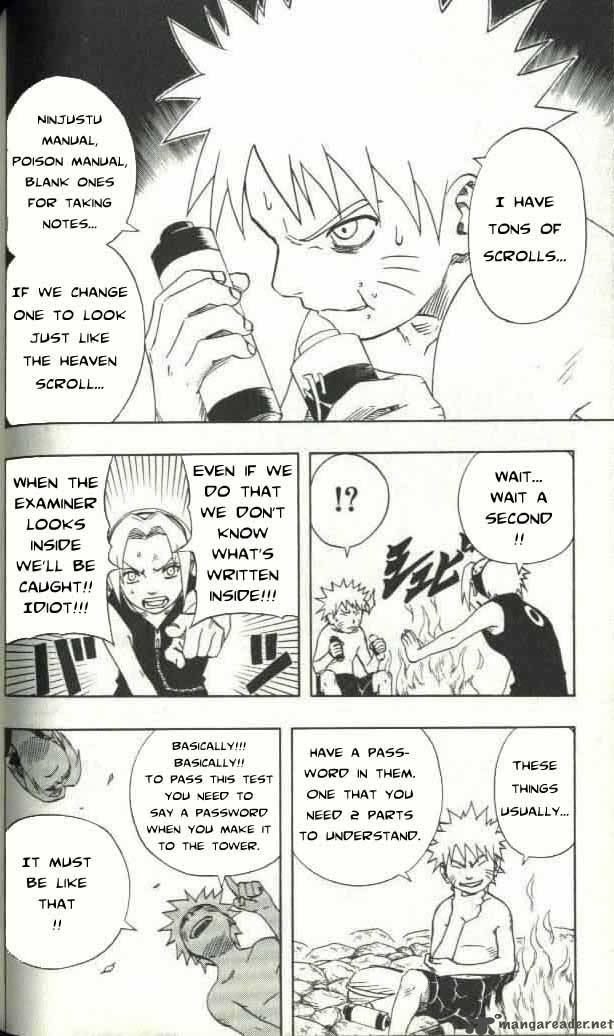 I HAVE
TONS OF
SCROLLS...
NINJUSTU
MANUAL,
POISON MANUAL,
BLANK ONES
FOR TAKING
NOTES...
IF WE CHANGE
ONE TO LOOK
JUST LIKE
THE HEAVEN
SCROLL...
WAIT...
WAIT A
SECOND
!!
!?
EVEN IF WE
DO THAT
WE DON'T
KNOW
WHAT'S
WRITTEN
INSIDE!!!
WHEN THE
EXAMINER
LOOKS
INSIDE
WE'LL BE
CAUGHT!!
IDIOT!!!
THESE
THINGS
USUALLY...
HAVE A PASS-
WORD IN THEM.
ONE THAT YOU
NEED 2 PARTS
TO UNDERSTAND.
BASICALLY!!!
BASICALLY!!
TO PASS THIS TEST
YOU NEED TO
SAY A PASSWORD
WHEN YOU MAKE IT
TO THE TOWER.
IT MUST
BE LIKE
THAT
!!
mangareader.net